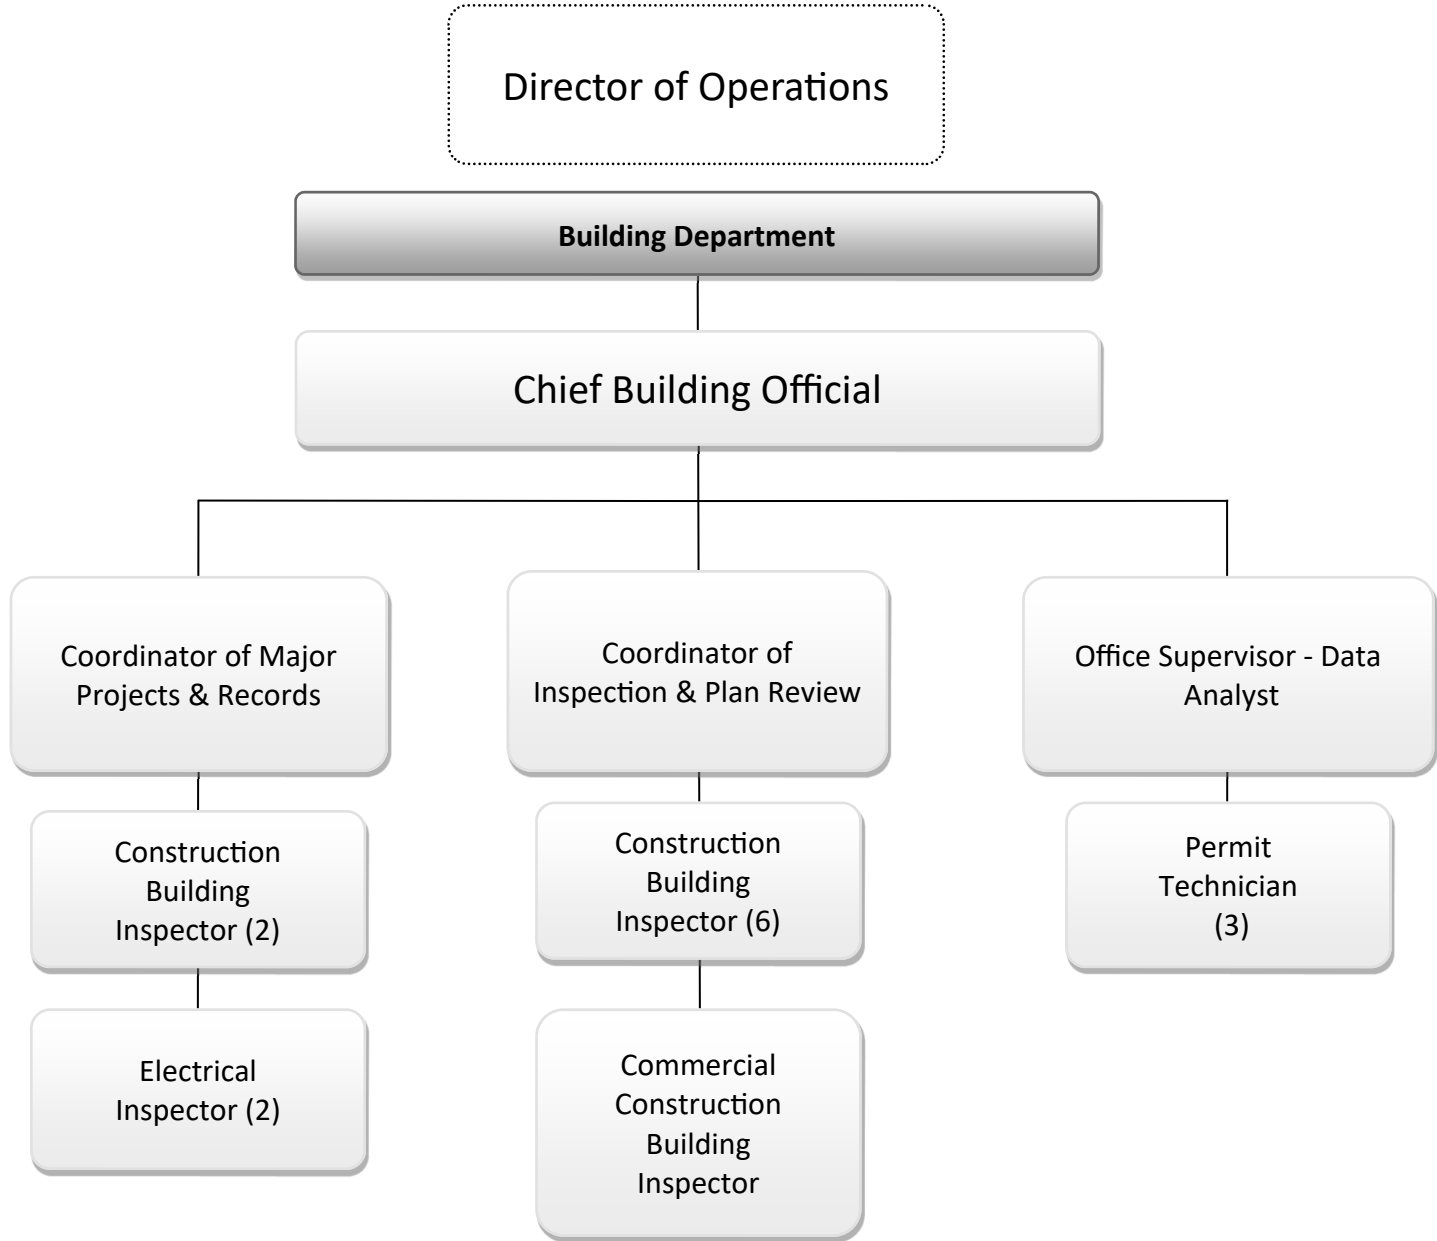 Director of Operations
Building Department
Chief Building Official
Coordinator of Major
Projects & Records
Coordinator of
Inspection & Plan Review
Office Supervisor - Data
Analyst
Construction
Building
Inspector (2)
Construction
Building
Inspector (6)
Permit
Technician
(3)
Electrical
Inspector (2)
Commercial
Construction
Building
Inspector